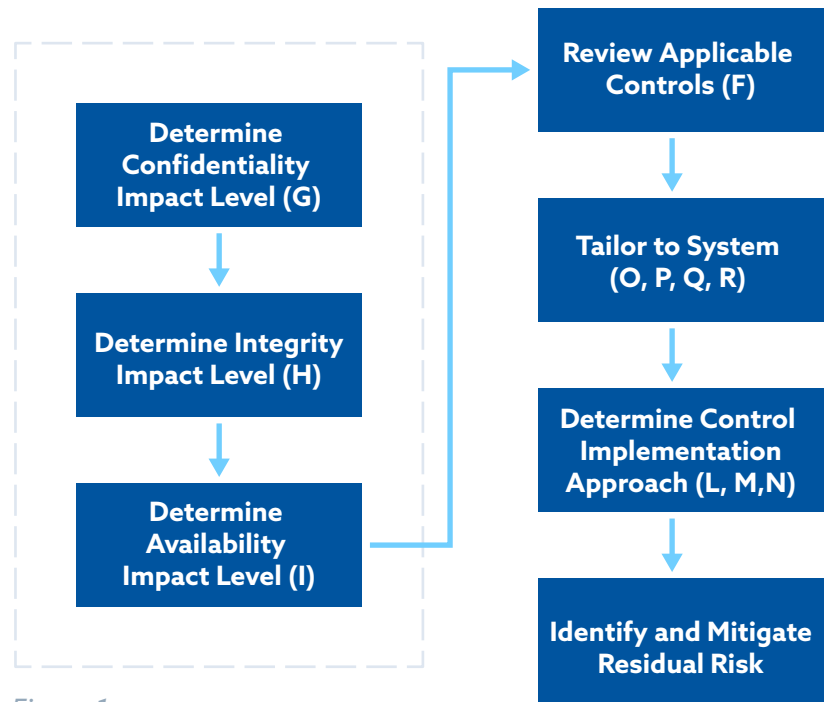 Determine
Confidentiality
Impact Level (G)
Determine Integrity
Impact Level (H)
Determine
Availability
Impact Level (I)
Review Applicable
Controls (F)
Tailor to System
(O, P, Q, R)
Determine Control
Implementation
Approach (L, M,N)
Identify and Mitigate
Residual Risk